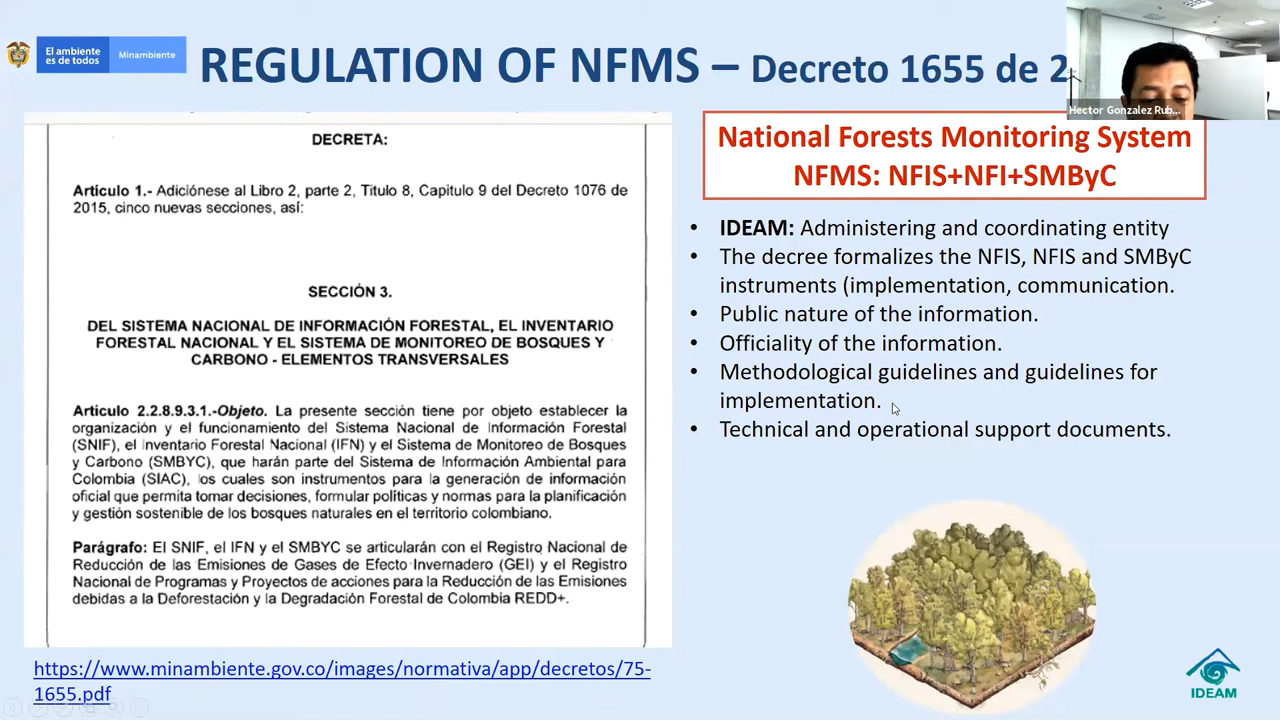 El ambiente
es de todos
Minambiente
REGULATION OF NFMS – Decreto 1655 de 2
Hector Gonzalez Rub...
DECRETA:
Artículo 1.- Adiciónese al Libro 2, parte 2, Titulo 8, Capitulo 9 del Decreto 1076 de
2015, cinco nuevas secciones, así:
SECCIÓN 3.
DEL SISTEMA NACIONAL DE INFORMACIÓN FORESTAL, EL INVENTARIO
FORESTAL NACIONAL Y EL SISTEMA DE MONITOREO DE BOSQUES Y
CARBONO - ELEMENTOS TRANSVERSALES
Artículo 2.2.8.9.3.1.-Objeto. La presente sección tiene por objeto establecer la
organización y el funcionamiento del Sistema Nacional de Información Forestal
(SNIF), el Inventario Forestal Nacional (IFN) y el Sistema de Monitoreo de Bosques
y Carbono (SMBYC), que harán parte del Sistema de Información Ambiental para
Colombia (SIAC), los cuales son instrumentos para la generación de información
oficial que permita tomar decisiones, formular políticas y normas para la planificación
y gestión sostenible de los bosques naturales en el territorio colombiano.
Parágrafo: El SNIF, el IFN y el SMBYC se articularán con el Registro Nacional de
Reducción de las Emisiones de Gases de Efecto Invernadero (GEI) y el Registro
Nacional de Programas y Proyectos de acciones para la Reducción de las Emisiones
debidas a la Deforestación y la Degradación Forestal de Colombia REDD+.
https://www.minambiente.gov.co/images/normativa/app/decretos/75-
1655.pdf
National Forests Monitoring System
NFMS: NFIS+NFI+SMByC
• IDEAM: Administering and coordinating entity
• The decree formalizes the NFIS, NFIS and SMByC
instruments (implementation, communication.
• Public nature of the information.
• Officiality of the information.
• Methodological guidelines and guidelines for
implementation.
• Technical and operational support documents.
IDEAM